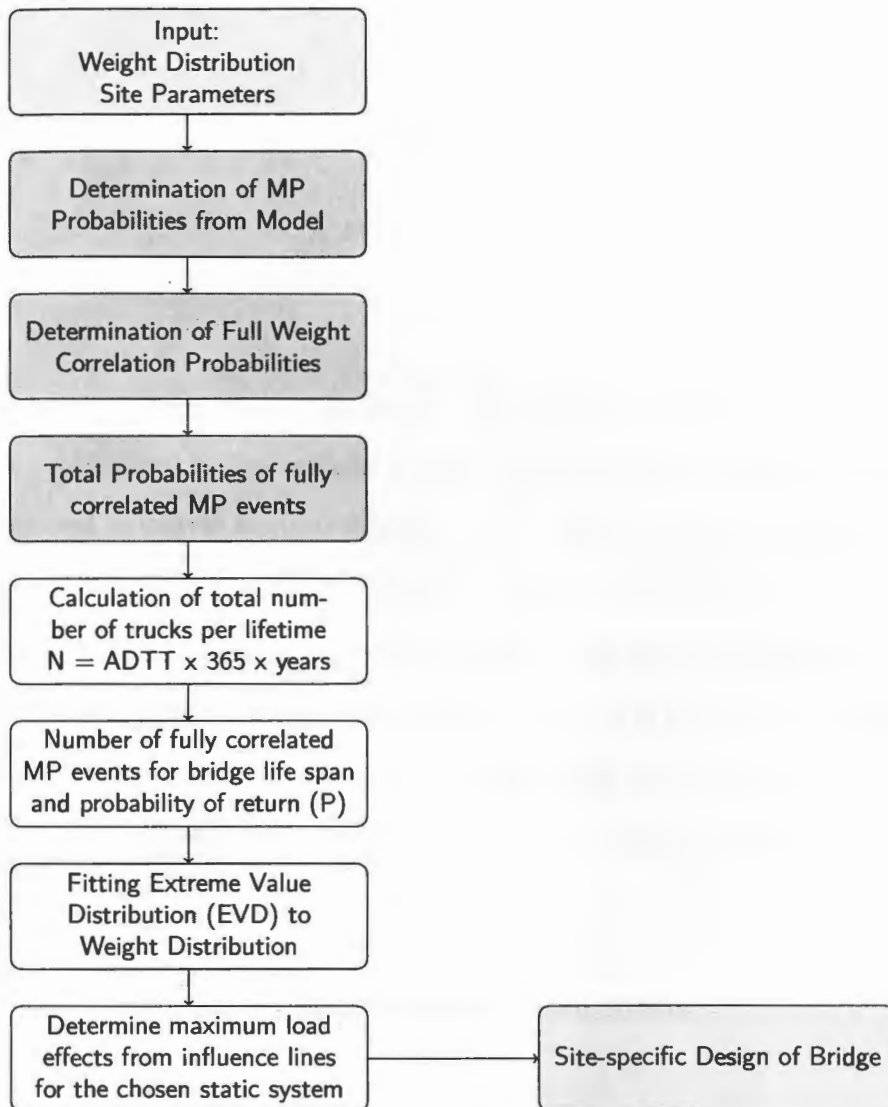 Input:
Weight Distribution
Site Parameters
Determination of MP
Probabilities from Model
Determination of Full Weight
Correlation Probabilities
Total Probabilities of fully
correlated MP events
Calculation of total num-
ber of trucks per lifetime
N = ADTT x 365 x years
Number of fully correlated
MP events for bridge life span
and probability of return (P)
Fitting Extreme Value
Distribution (EVD) to
Weight Distribution
Determine maximum load
effects from influence lines
for the chosen static system
Site-specific Design of Bridge